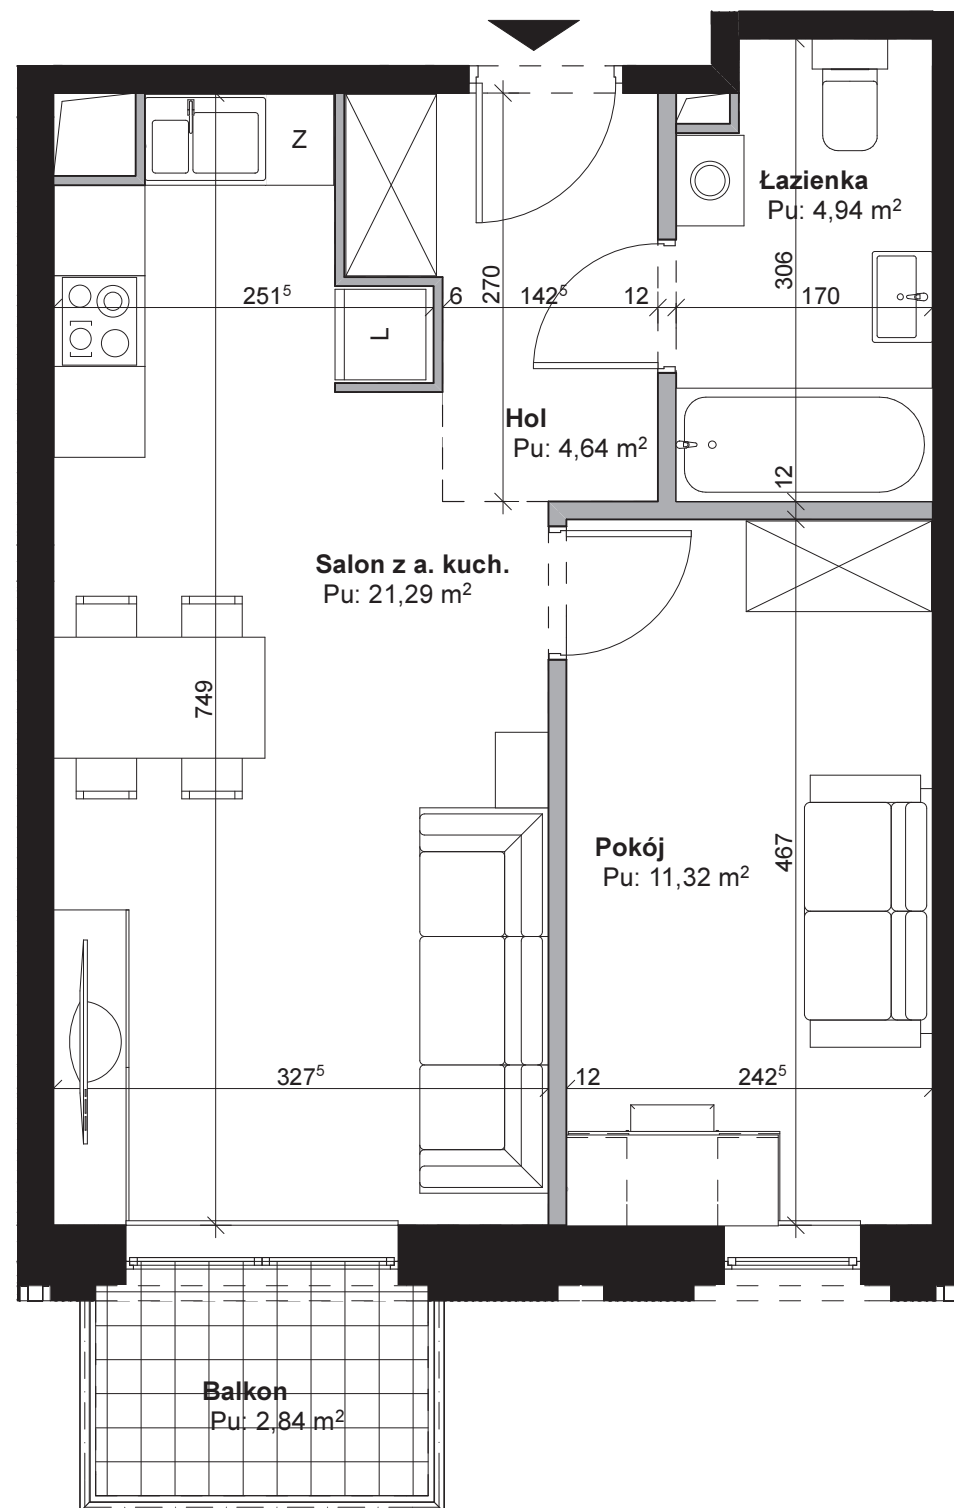 Z
Łazienka
Pu: 4,94 m²
306
270
251⁵
6
142⁵
12
170
L
Hol
Pu: 4,64 m²
12
Salon z a. kuch.
Pu: 21,29 m²
749
Pokój
Pu: 11,32 m²
467
327⁵
12
242⁵
Balkon
Pu: 2,84 m²